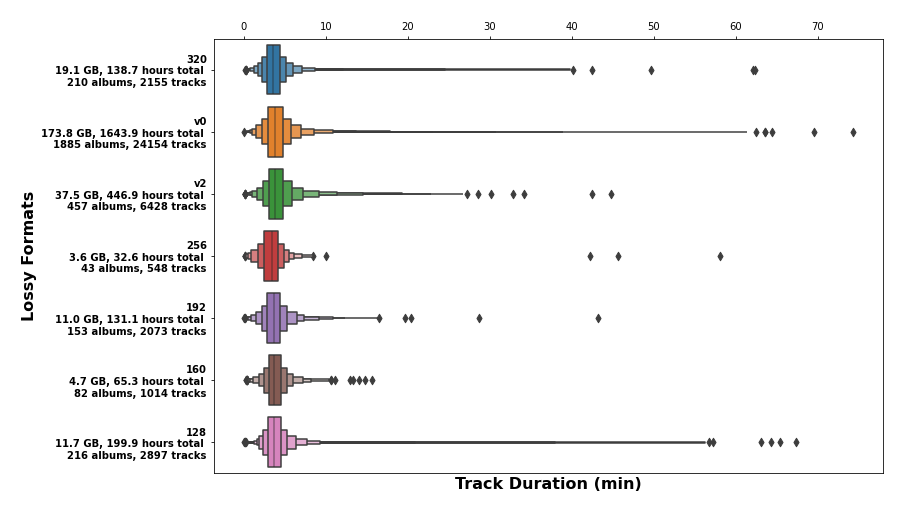 0 10 20 30 40 50 60 70
320
19.1 GB, 138.7 hours total
210 albums, 2155 tracks
v0
173.8 GB, 1643.9 hours total
1885 albums, 24154 tracks
v2
37.5 GB, 446.9 hours total
457 albums, 6428 tracks
256
3.6 GB, 32.6 hours total
43 albums, 548 tracks
192
11.0 GB, 131.1 hours total
153 albums, 2073 tracks
160
4.7 GB, 65.3 hours total
82 albums, 1014 tracks
128
11.7 GB, 199.9 hours total
216 albums, 2897 tracks
Lossy Formats
Track Duration (min)